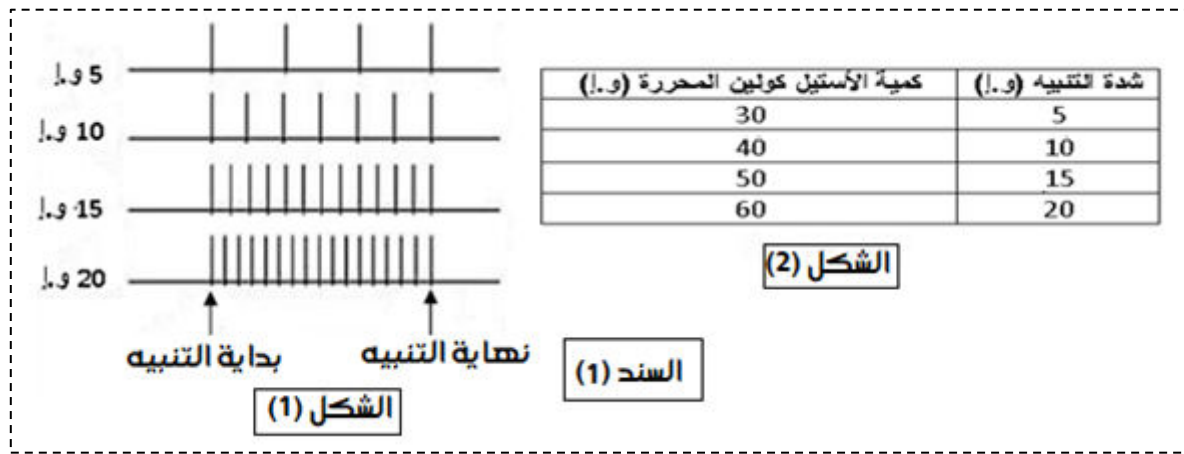 5 و.إ
10 و.إ
15 و.إ
20 و.إ
بداية التنبيه
نهاية التنبيه
الشكل (1)
شدة التنبيه (و.إ) كمية الأستيل كولين المحررة (و.إ)
5 30
10 40
15 50
20 60
الشكل (2)
السند (1)